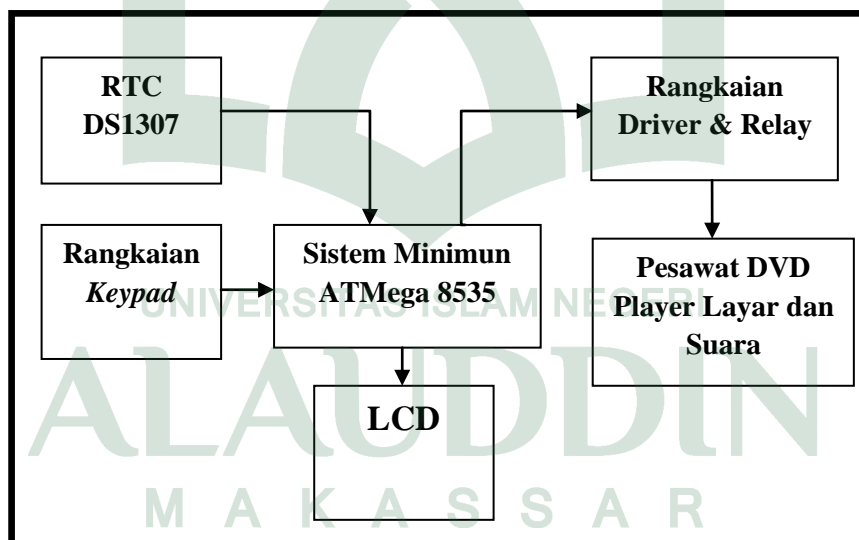 RTC
DS1307
Rangkaian
Driver & Relay
Rangkaian
Keypad
Sistem Minimun
ATMega 8535
Pesawat DVD
Player Layar dan
Suara
LCD
UNIVERSITAS ISLAM NEGERI
ALAUDDIN
MAKASSAR